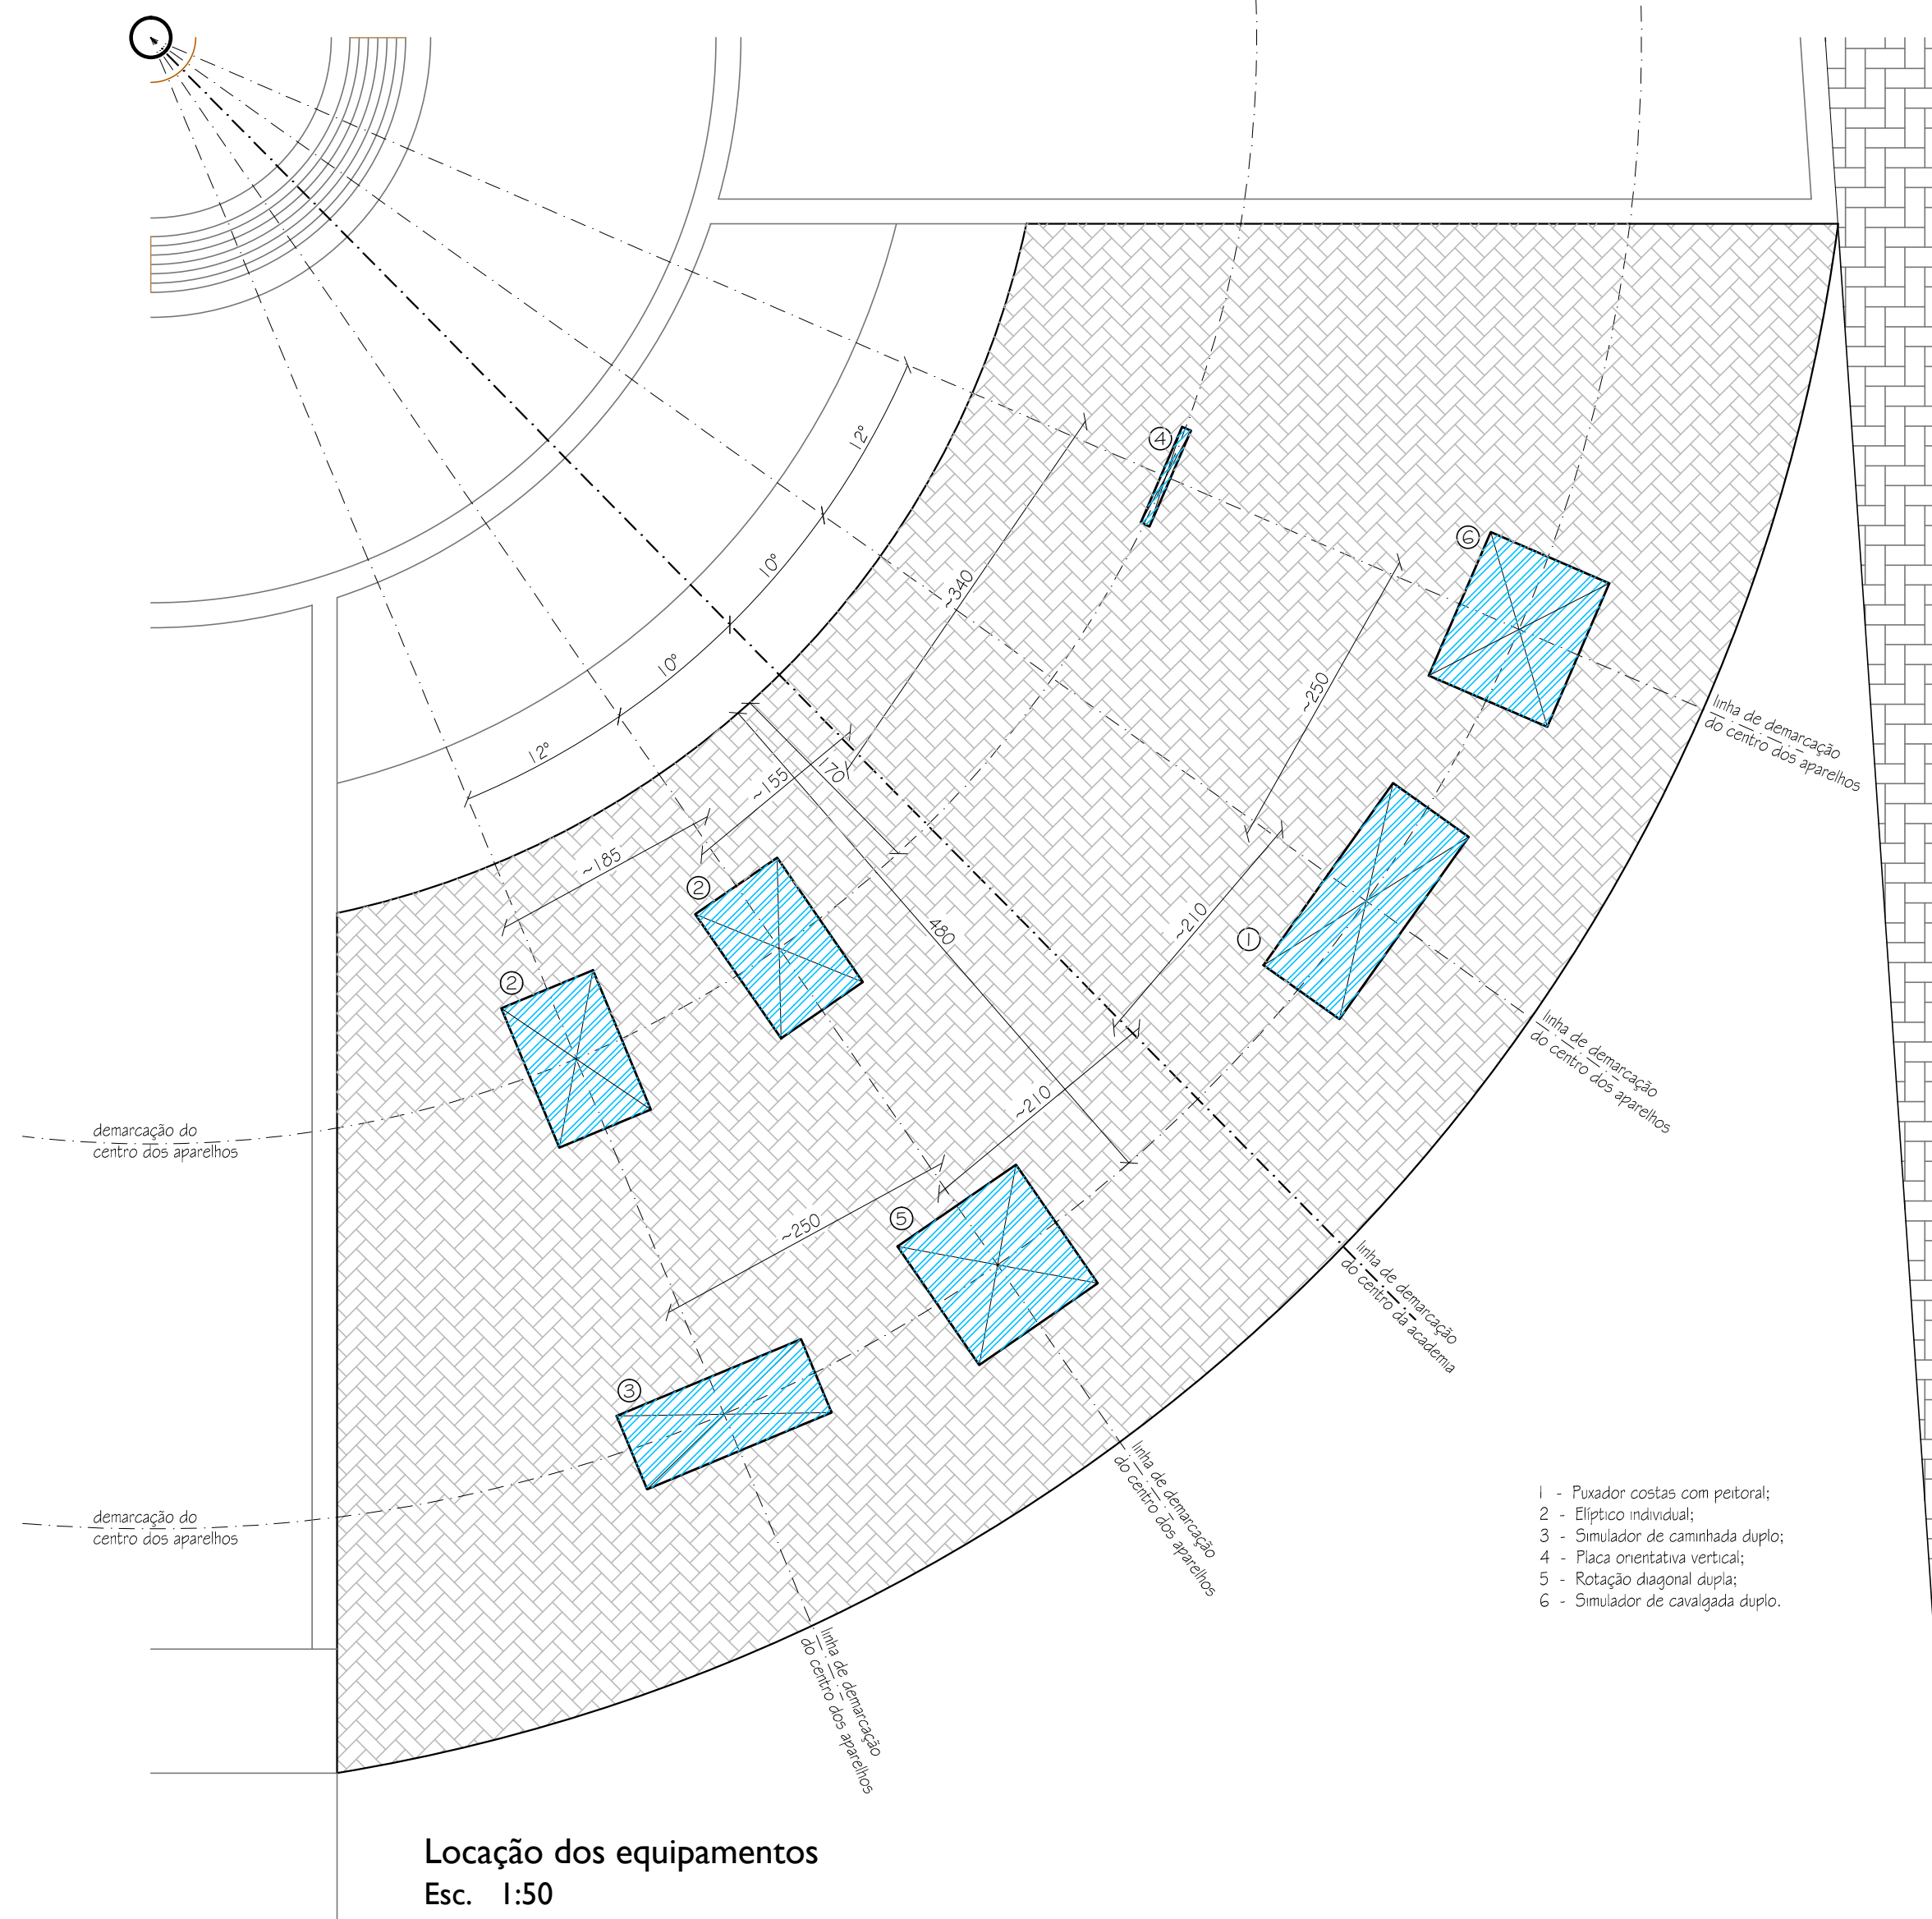 12°
10°
10°
12°
~340
④
⑥
~250
linha de demarcação
do centro dos aparelhos
~155
170
~185
②
480
~210
①
②
linha de demarcação
do centro dos aparelhos
~210
demarcação do
centro dos aparelhos
⑤
~250
linha de demarcação
do centro da academia
③
linha de demarcação
do centro dos aparelhos
demarcação do
centro dos aparelhos
1 - Puxador costas com peitoral;
2 - Elíptico individual;
3 - Simulador de caminhada duplo;
4 - Placa orientativa vertical;
5 - Rotação diagonal dupla;
6 - Simulador de cavalgada duplo.
linha de demarcação
do centro dos aparelhos
Locação dos equipamentos
Esc. 1:50